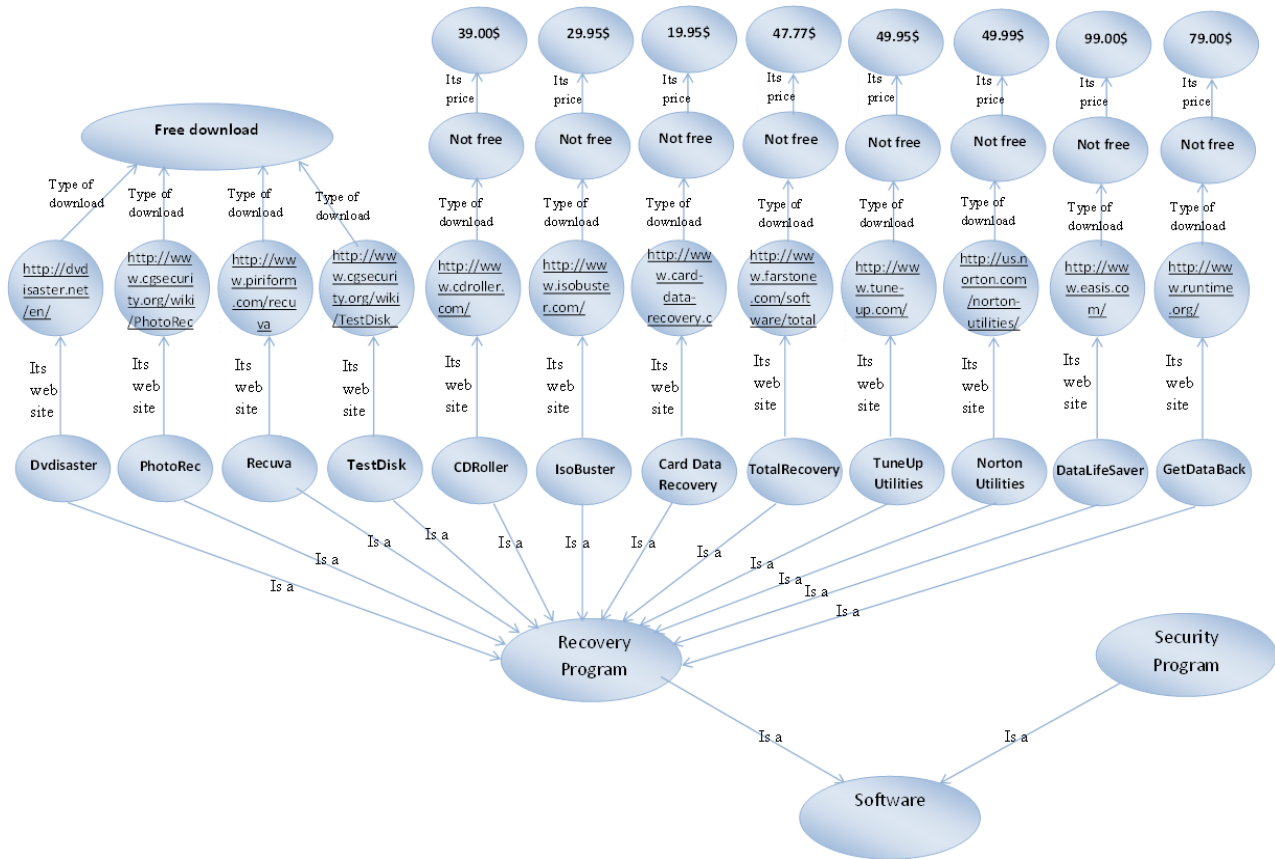 39.00$
29.95$
19.95$
47.77$
49.95$
49.99$
99.00$
79.00$
Its
price
Its
price
Its
price
Its
price
Its
price
Its
price
Its
price
Its
price
Free download
Not free
Not free
Not free
Not free
Not free
Not free
Not free
Not free
Type of
download
Type of
download
Type of
download
Type of
download
Type of
download
Type of
download
Type of
download
Type of
download
Type of
download
Type of
download
Type of
download
Type of
download
http://dvd
isaster.net
/en/
http://ww
w.cgsecuri
ty.org/wiki
/PhotoRec
http://ww
w.piriform
.com/recu
va
http://ww
w.cgsecuri
ty.org/wiki
/TestDisk_
http://ww
w.cdroller.
com/
http://ww
w.isobuste
r.com/
http://ww
w.card-
data-
recovery.c
http://ww
w.farstone
.com/soft
ware/total
http://ww
w.tune-
up.com/
http://us.n
orton.com
/norton-
utilities/
http://ww
w.easis.co
m/
http://ww
w.runtime
.org/
Its
web
site
Its
web
site
Its
web
site
Its
web
site
Its
web
site
Its
web
site
Its
web
site
Its
web
site
Its
web
site
Its
web
site
Its
web
site
Its
web
site
Dvdisaster
PhotoRec
Recuva
TestDisk
CDRoller
IsoBuster
Card Data
Recovery
TotalRecovery
TuneUp
Utilities
Norton
Utilities
DataLifeSaver
GetDataBack
Is a
Is a
Is a
Is a
Is a
Is a
Is a
Is a
Is a
Is a
Is a
Is a
Recovery
Program
Security
Program
Is a
Is a
Software